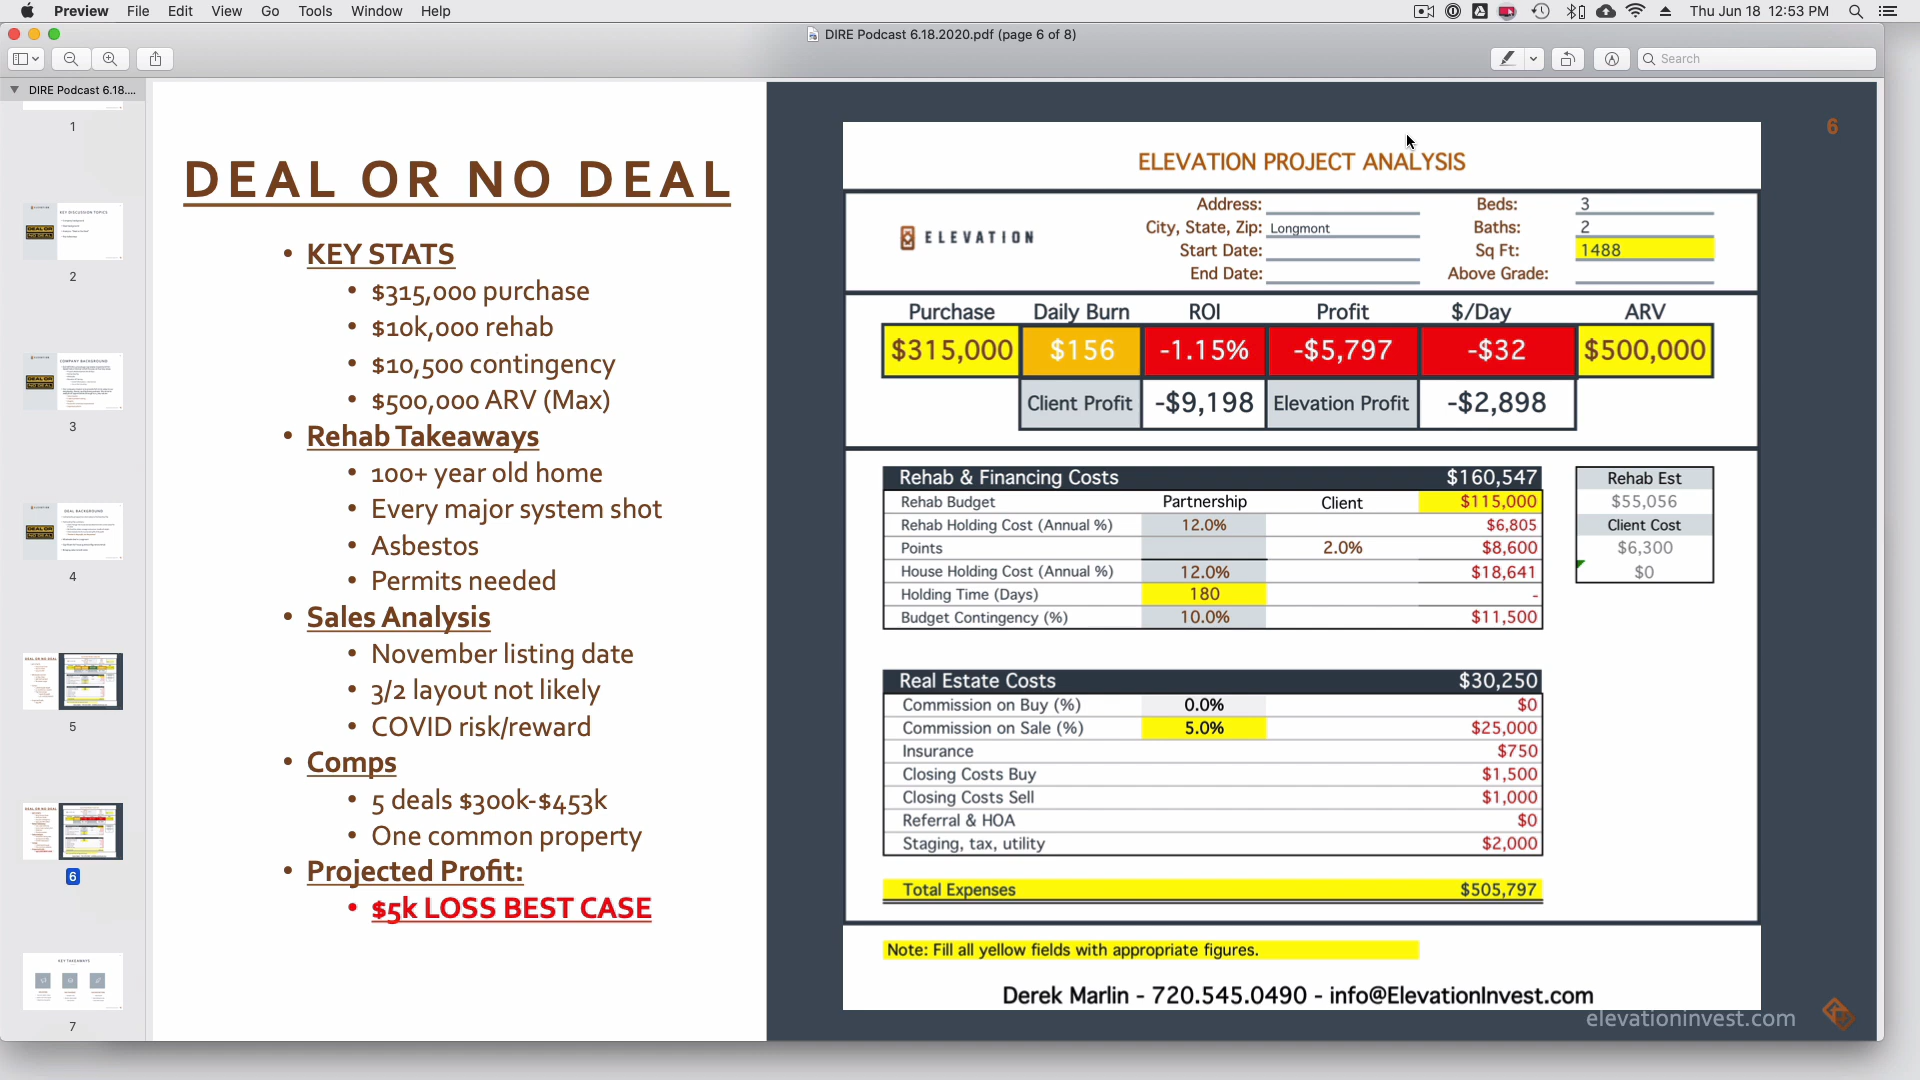 Preview File Edit View Go Tools Window Help
Thu Jun 18 12:53 PM
DIRE Podcast 6.18.2020.pdf (page 6 of 8)
Search
DIRE Podcast 6.18....
1
2
3
4
5
6
7
DEAL OR NO DEAL
• KEY STATS
• $315,000 purchase
• $10k,000 rehab
• $10,500 contingency
• $500,000 ARV (Max)
• Rehab Takeaways
• 100+ year old home
• Every major system shot
• Asbestos
• Permits needed
• Sales Analysis
• November listing date
• 3/2 layout not likely
• COVID risk/reward
• Comps
• 5 deals $300k-$453k
• One common property
• Projected Profit:
• $5k LOSS BEST CASE
6
ELEVATION PROJECT ANALYSIS
ELEVATION
Address: Beds: 3
City, State, Zip: Longmont Baths: 2
Start Date: Sq Ft: 1488
End Date: Above Grade:
Purchase Daily Burn ROI Profit $/Day ARV
$315,000 $156 -1.15% -$5,797 -$32 $500,000
Client Profit -$9,198 Elevation Profit -$2,898
Rehab & Financing Costs $160,547
Rehab Budget Partnership Client $115,000
Rehab Holding Cost (Annual %) 12.0% $6,805
Points 2.0% $8,600
House Holding Cost (Annual %) 12.0% $18,641
Holding Time (Days) 180 -
Budget Contingency (%) 10.0% $11,500
Rehab Est
$55,056
Client Cost
$6,300
$0
Real Estate Costs $30,250
Commission on Buy (%) 0.0% $0
Commission on Sale (%) 5.0% $25,000
Insurance $750
Closing Costs Buy $1,500
Closing Costs Sell $1,000
Referral & HOA $0
Staging, tax, utility $2,000
Total Expenses $505,797
Note: Fill all yellow fields with appropriate figures.
Derek Marlin - 720.545.0490 - info@ElevationInvest.com
elevationinvest.com